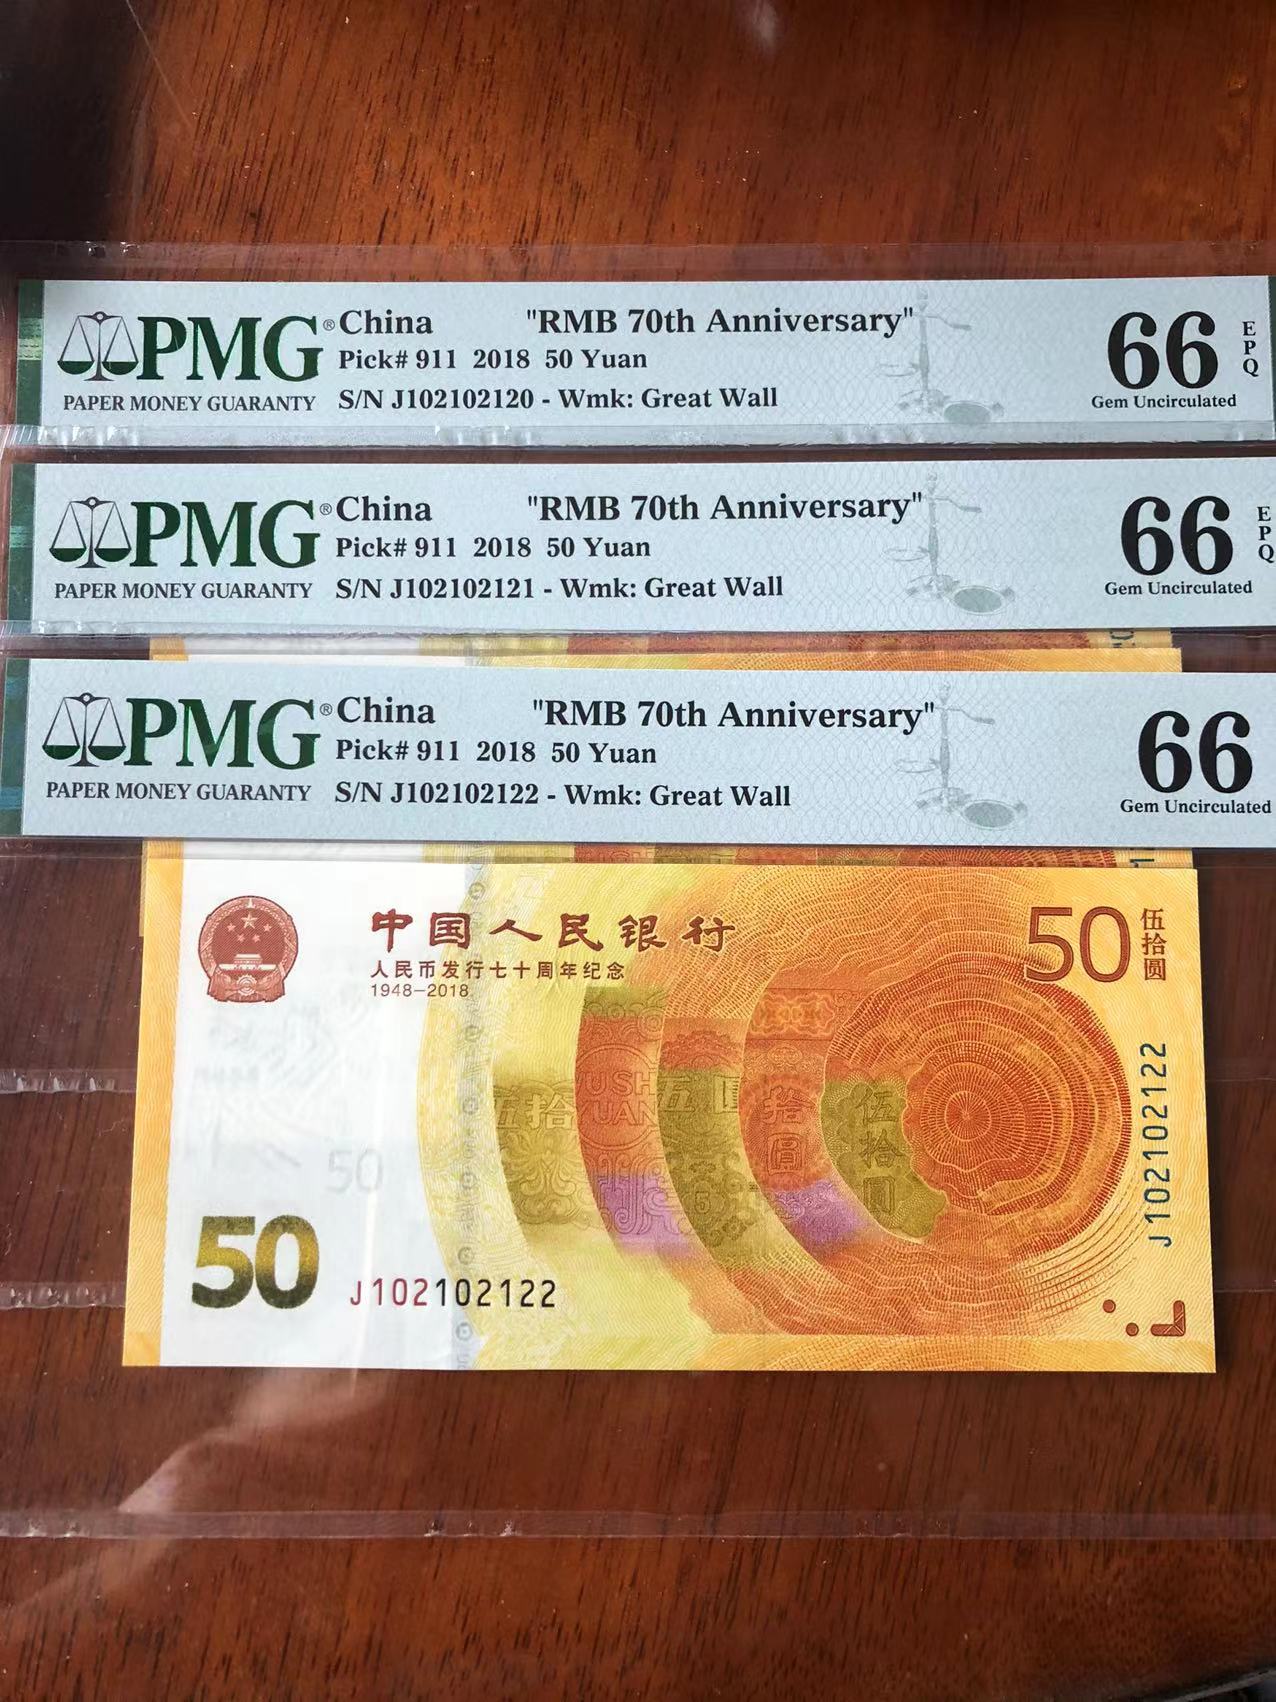 PMG® China "RMB 70th Anniversary" 66 EPQ
Pick# 911 2018 50 Yuan
PAPER MONEY GUARANTY S/N J102102120 - Wmk: Great Wall Gem Uncirculated
PMG® China "RMB 70th Anniversary" 66 EPQ
Pick# 911 2018 50 Yuan
PAPER MONEY GUARANTY S/N J102102121 - Wmk: Great Wall Gem Uncirculated
PMG® China "RMB 70th Anniversary" 66
Pick# 911 2018 50 Yuan
PAPER MONEY GUARANTY S/N J102102122 - Wmk: Great Wall Gem Uncirculated
中国人民银行
人民币发行七十周年纪念
1948-2018
50 伍拾圆
伍拾
USH
UAN
五圆
拾圆
伍拾圆
5
50
50
J102102122
J102102122